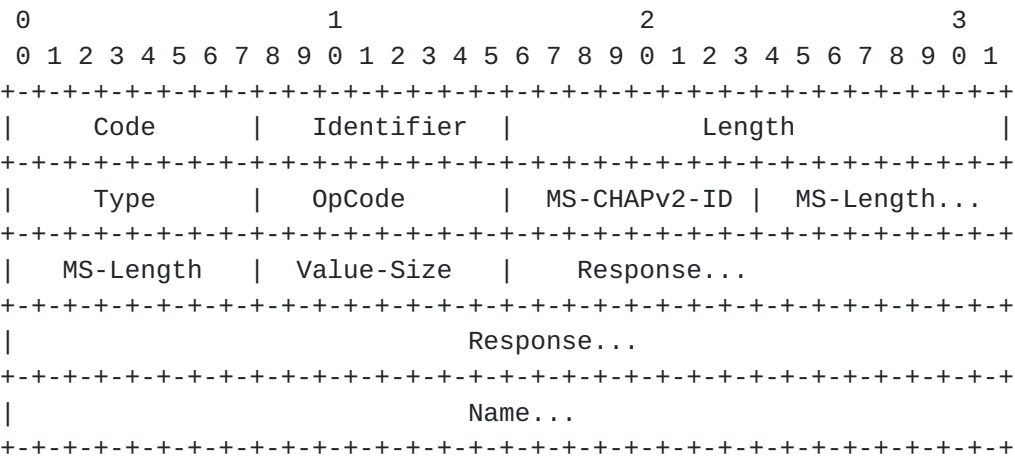 0                   1                   2                   3
 0 1 2 3 4 5 6 7 8 9 0 1 2 3 4 5 6 7 8 9 0 1 2 3 4 5 6 7 8 9 0 1
+-+-+-+-+-+-+-+-+-+-+-+-+-+-+-+-+-+-+-+-+-+-+-+-+-+-+-+-+-+-+-+-+
|     Code      |   Identifier  |            Length             |
+-+-+-+-+-+-+-+-+-+-+-+-+-+-+-+-+-+-+-+-+-+-+-+-+-+-+-+-+-+-+-+-+
|     Type      |   OpCode      |  MS-CHAPv2-ID |  MS-Length...
+-+-+-+-+-+-+-+-+-+-+-+-+-+-+-+-+-+-+-+-+-+-+-+-+-+-+-+-+-+-+-+-+
|   MS-Length   |  Value-Size   |    Response...
+-+-+-+-+-+-+-+-+-+-+-+-+-+-+-+-+-+-+-+-+-+-+-+-+-+-+-+-+-+-+-+-+
|                             Response...
+-+-+-+-+-+-+-+-+-+-+-+-+-+-+-+-+-+-+-+-+-+-+-+-+-+-+-+-+-+-+-+-+
|                             Name...
+-+-+-+-+-+-+-+-+-+-+-+-+-+-+-+-+-+-+-+-+-+-+-+-+-+-+-+-+-+-+-+-+